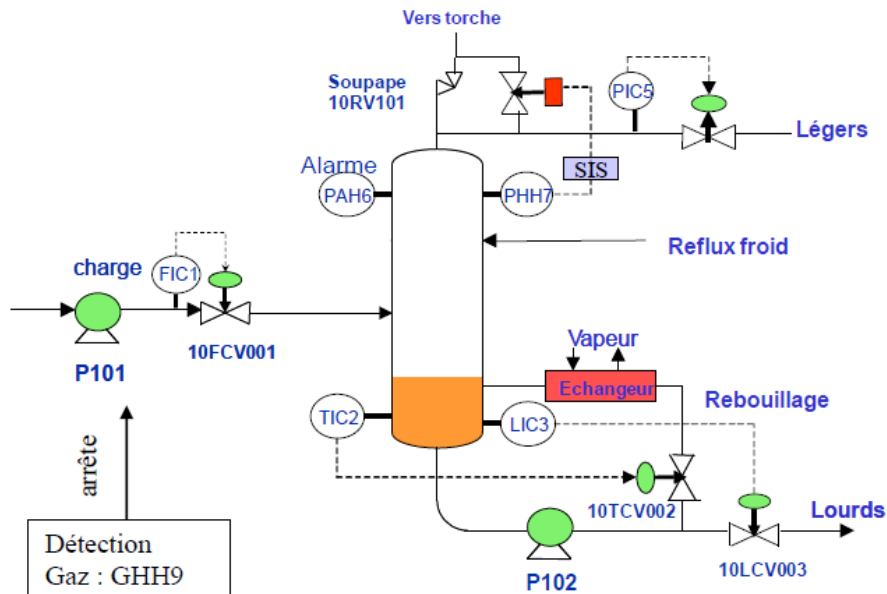 Vers torche
Soupape
10RV101
PIC5
Légers
Alarme
SIS
PAH6
PHH7
Reflux froid
charge
FIC1
10FCV001
P101
Vapeur
Echangeur
Rebouillage
TIC2
LIC3
arrête
10TCV002
Lourds
P102
10LCV003
Détection
Gaz : GHH9